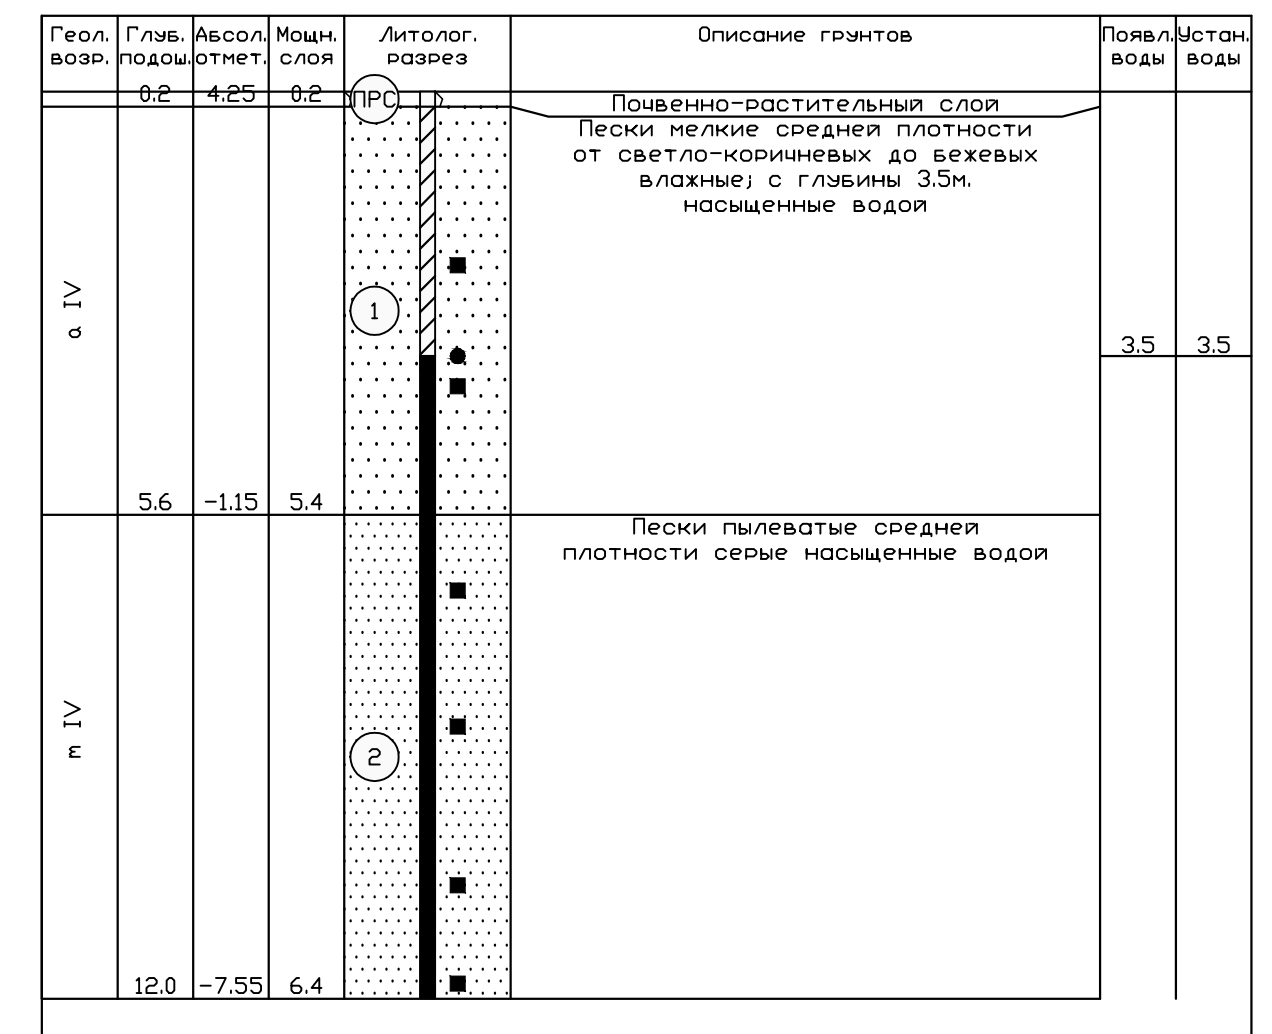 Геол. Глуб. Абсол. Мощн. Литолог. Описание грунтов Появл. Устан.
возр. подош. отмет. слоя разрез воды воды
0.2 4.25 0.2 ПРС Почвенно-растительный слой
Пески мелкие средней плотности
от светло-коричневых до бежевых
влажные; с глубины 3.5м.
насыщенные водой
a IV
1
3.5 3.5
5.6 -1.15 5.4
Пески пылеватые средней
плотности серые насыщенные водой
m IV
2
12.0 -7.55 6.4